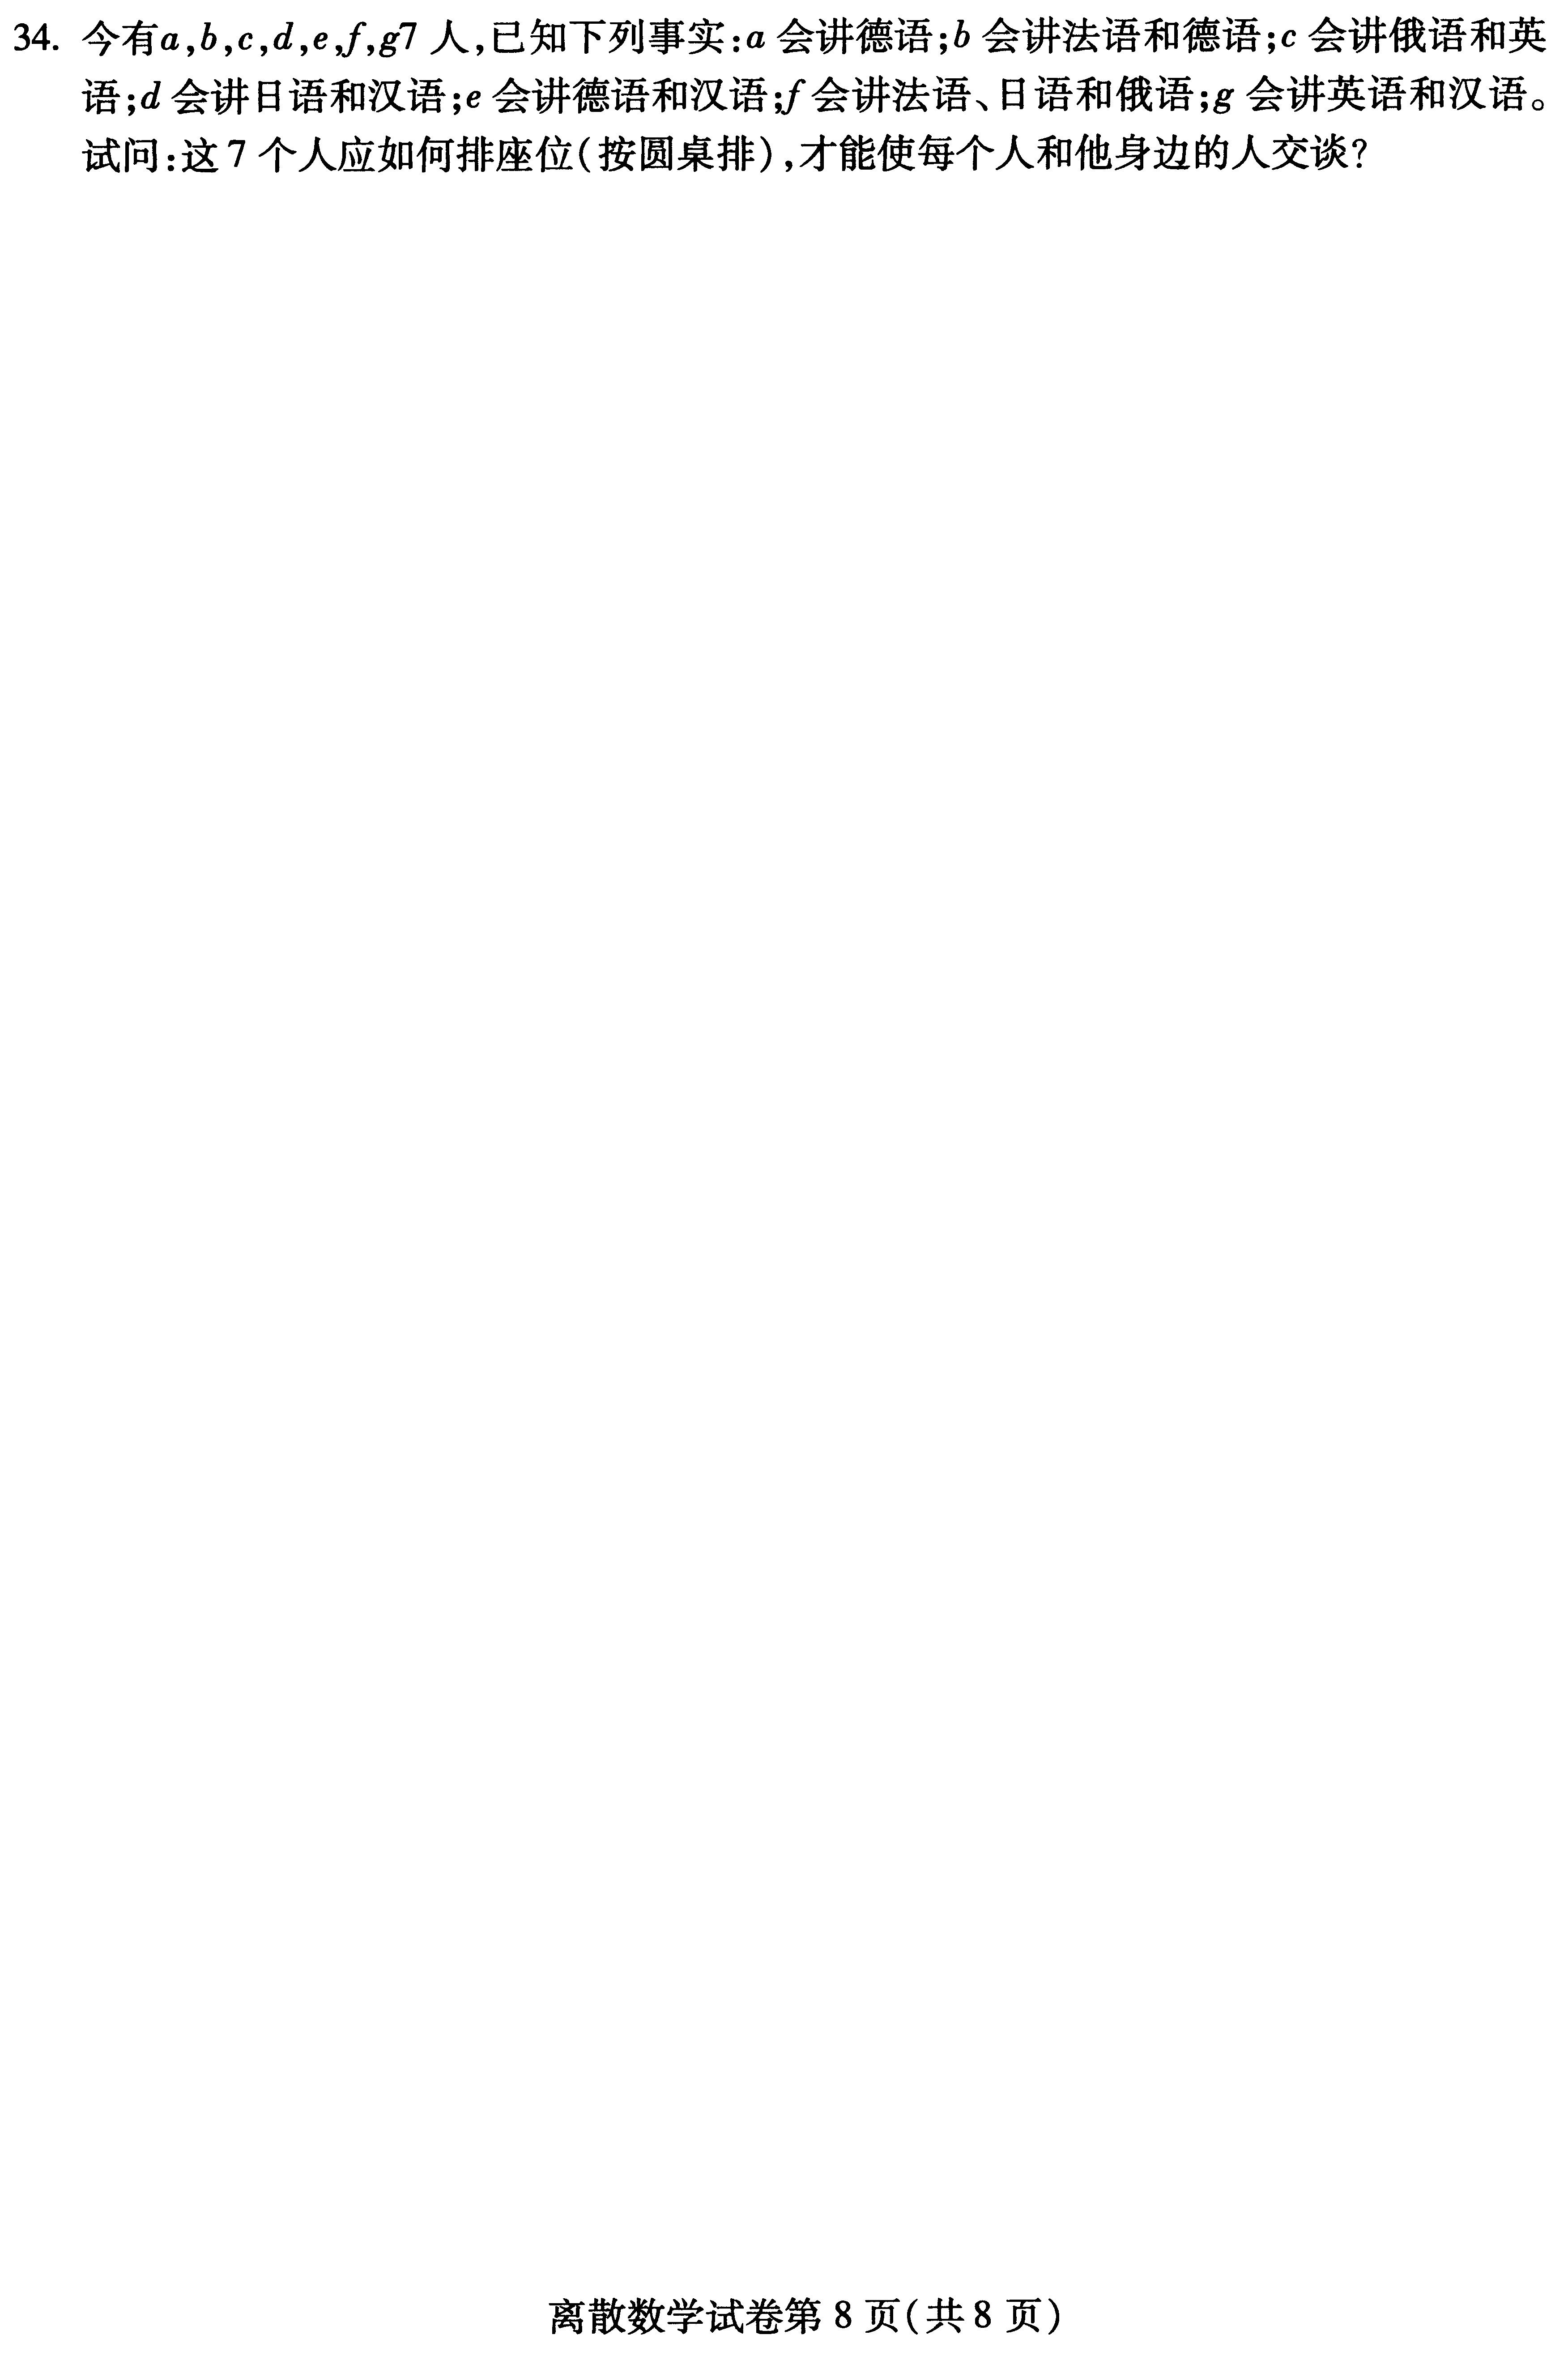 34. 今有a,b,c,d,e,f,g7 人,已知下列事实:a 会讲德语;b 会讲法语和德语;c 会讲俄语和英
语;d 会讲日语和汉语;e 会讲德语和汉语;f 会讲法语、日语和俄语;g 会讲英语和汉语。
试问:这 7 个人应如何排座位(按圆桌排),才能使每个人和他身边的人交谈?
离散数学试卷第 8 页(共 8 页)